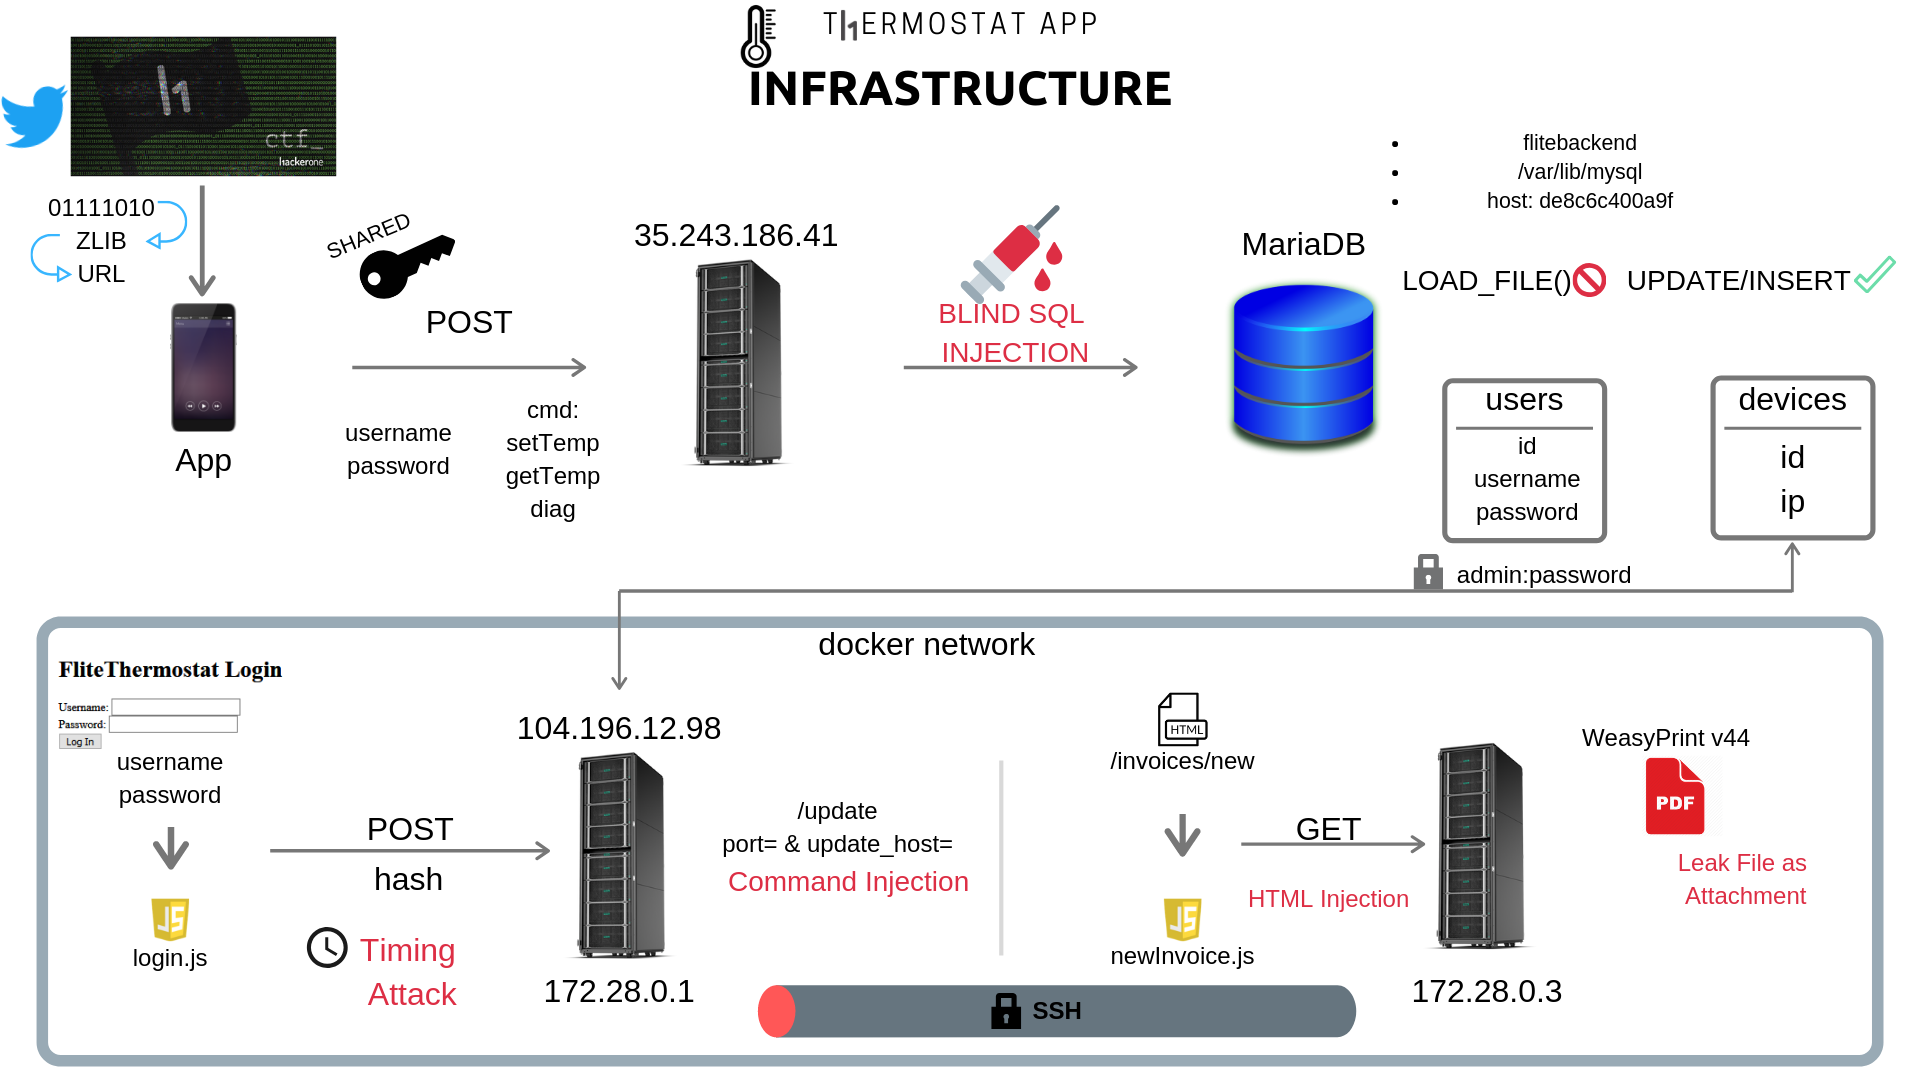 THERMOSTAT APP
INFRASTRUCTURE
h1
ctf_
hackerone
01111010
ZLIB
URL
App
SHARED
POST
username
password
cmd:
setTemp
getTemp
diag
35.243.186.41
BLIND SQL
INJECTION
MariaDB
flitebackend
/var/lib/mysql
host: de8c6c400a9f
LOAD_FILE()
UPDATE/INSERT
users
id
username
password
devices
id
ip
admin:password
docker network
FliteThermostat Login
Username:
Password:
Log In
username
password
JS
login.js
POST
hash
Timing
Attack
104.196.12.98
172.28.0.1
/update
port= & update_host=
Command Injection
HTML
/invoices/new
JS
newInvoice.js
GET
HTML Injection
172.28.0.3
WeasyPrint v44
PDF
Leak File as
Attachment
SSH